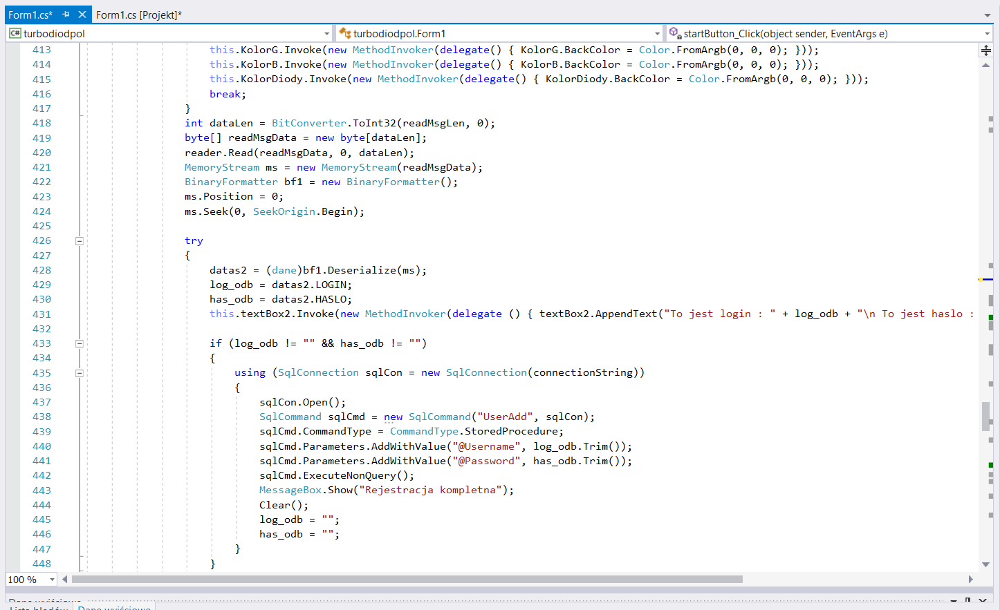 Form1.cs* Form1.cs [Projekt]*
C# turbodiodpol turbodiodpol.Form1 startButton_Click(object sender, EventArgs e)
413 this.KolorG.Invoke(new MethodInvoker(delegate() { KolorG.BackColor = Color.FromArgb(0, 0, 0); }));
414 this.KolorB.Invoke(new MethodInvoker(delegate() { KolorB.BackColor = Color.FromArgb(0, 0, 0); }));
415 this.KolorDiody.Invoke(new MethodInvoker(delegate() { KolorDiody.BackColor = Color.FromArgb(0, 0, 0); }));
416 break;
417 }
418 int dataLen = BitConverter.ToInt32(readMsgLen, 0);
419 byte[] readMsgData = new byte[dataLen];
420 reader.Read(readMsgData, 0, dataLen);
421 MemoryStream ms = new MemoryStream(readMsgData);
422 BinaryFormatter bf1 = new BinaryFormatter();
423 ms.Position = 0;
424 ms.Seek(0, SeekOrigin.Begin);
425
426 try
427 {
428 datas2 = (dane)bf1.Deserialize(ms);
429 log_odb = datas2.LOGIN;
430 has_odb = datas2.HASLO;
431 this.textBox2.Invoke(new MethodInvoker(delegate () { textBox2.AppendText("To jest login : " + log_odb + "\n To jest haslo :
432
433 if (log_odb != "" && has_odb != "")
434 {
435 using (SqlConnection sqlCon = new SqlConnection(connectionString))
436 {
437 sqlCon.Open();
438 SqlCommand sqlCmd = new SqlCommand("UserAdd", sqlCon);
439 sqlCmd.CommandType = CommandType.StoredProcedure;
440 sqlCmd.Parameters.AddWithValue("@Username", log_odb.Trim());
441 sqlCmd.Parameters.AddWithValue("@Password", has_odb.Trim());
442 sqlCmd.ExecuteNonQuery();
443 MessageBox.Show("Rejestracja kompletna");
444 Clear();
445 log_odb = "";
446 has_odb = "";
447 }
448 }
100 %
Dane wyjściowe
Lista błędów Dane wyjściowe